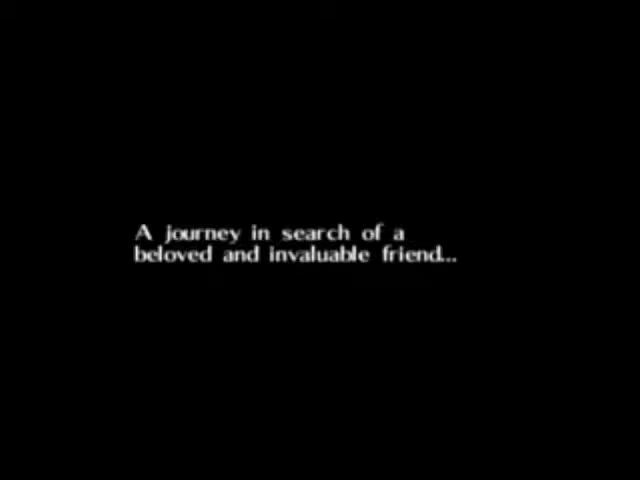 A journey in search of a
beloved and invaluable friend...